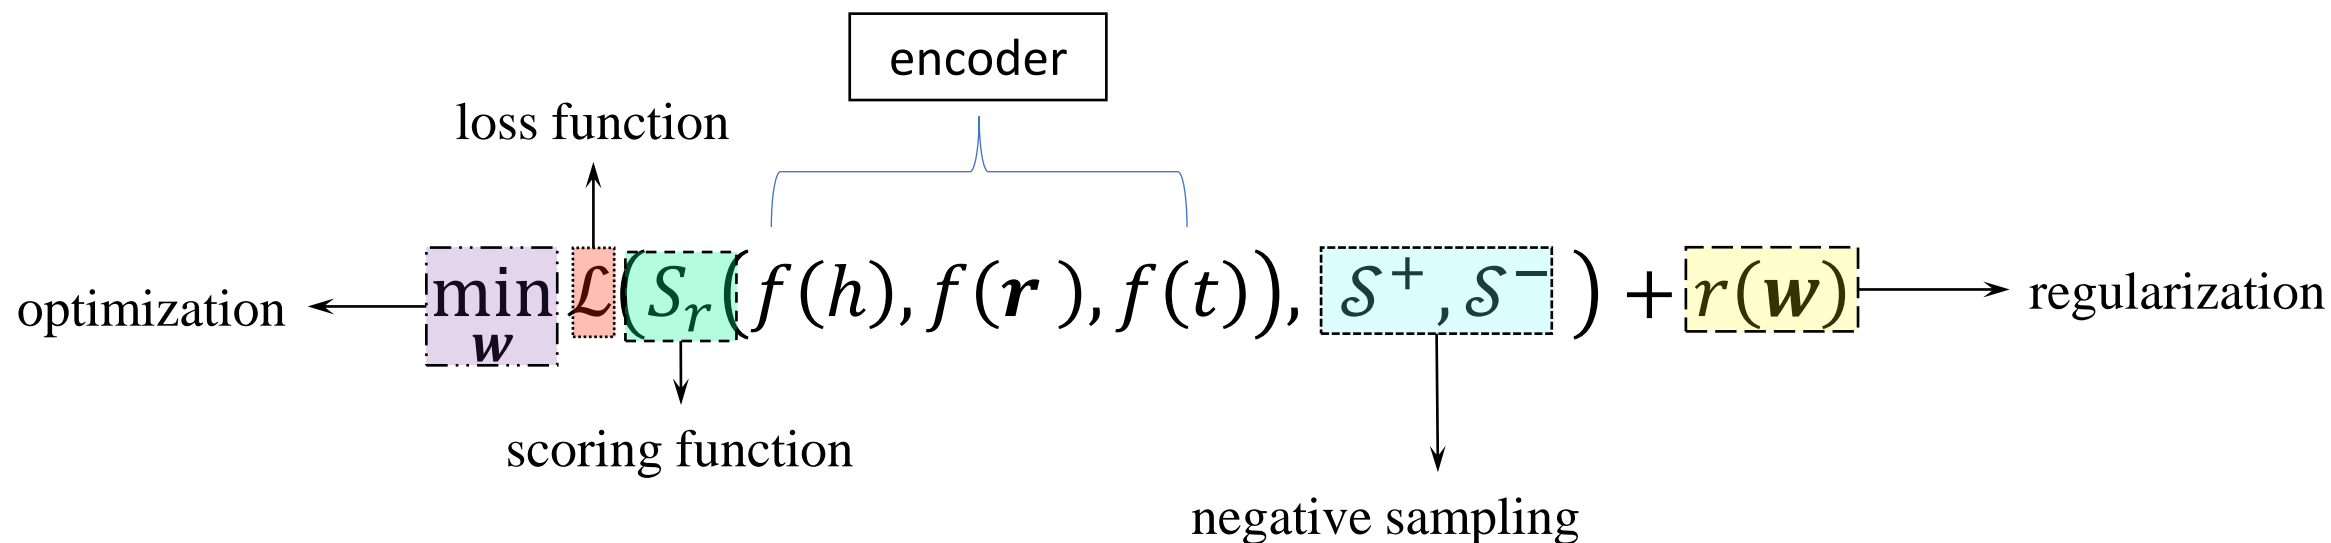 encoder
loss function
optimization
min 𝒘 ℒ(S_r(f(h), f(𝒓), f(t)), 𝒮⁺, 𝒮⁻) + r(𝒘)
regularization
scoring function
negative sampling